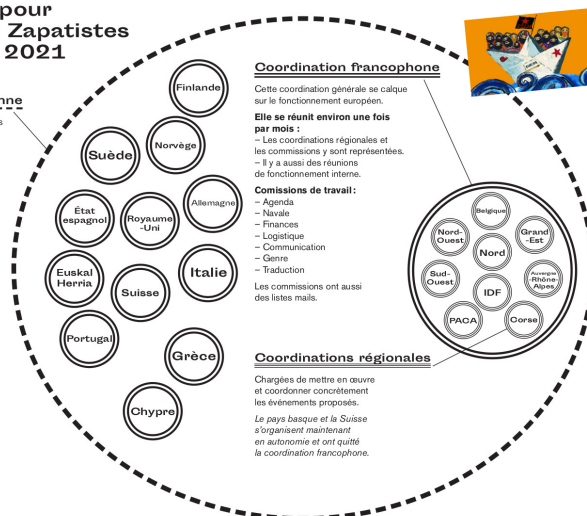 pour
Zapatistes
2021
nne
s
Finlande
Norvège
Suède
Allemagne
État
espagnol
Royaume
-Uni
Euskal
Herria
Suisse
Italie
Portugal
Grèce
Chypre
Coordination francophone
Cette coordination générale se calque
sur le fonctionnement européen.
Elle se réunit environ une fois
par mois :
– Les coordinations régionales et
les commissions y sont représentées.
– Il y a aussi des réunions
de fonctionnement interne.
Comissions de travail :
– Agenda
– Navale
– Finances
– Logistique
– Communication
– Genre
– Traduction
Les commissions ont aussi
des listes mails.
Belgique
Nord-
Ouest
Grand
-Est
Nord
Sud-
Ouest
Auvergne
-Rhône-
Alpes
IDF
PACA
Corse
Coordinations régionales
Chargées de mettre en œuvre
et coordonner concrètement
les événements proposés.
Le pays basque et la Suisse
s'organisent maintenant
en autonomie et ont quitté
la coordination francophone.